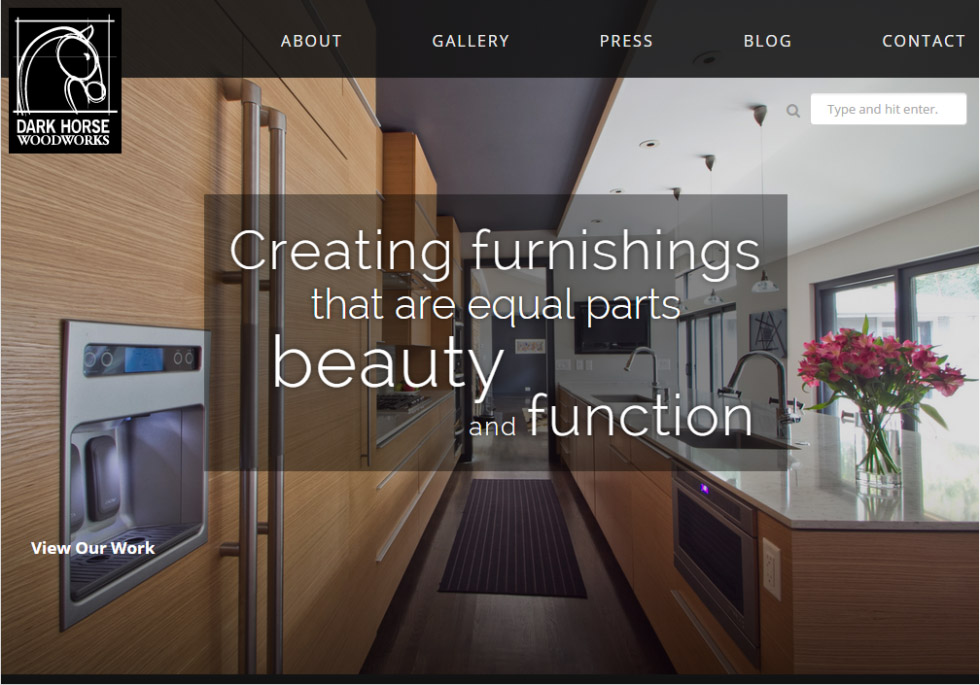 DARK HORSE
WOODWORKS
ABOUT
GALLERY
PRESS
BLOG
CONTACT
Type and hit enter.
Creating furnishings
that are equal parts
beauty
and function
View Our Work